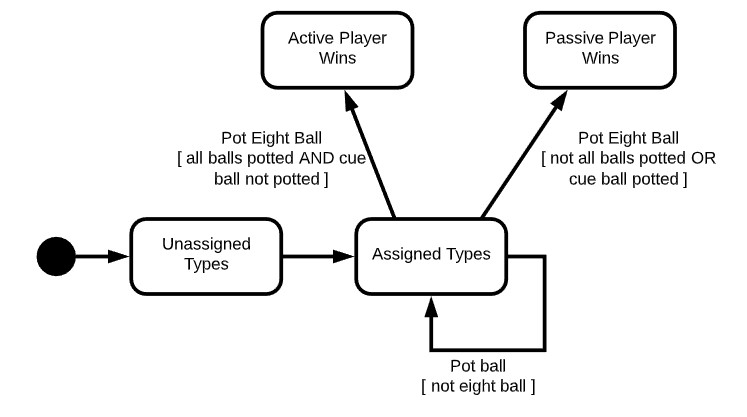 Active Player
Wins
Passive Player
Wins
Pot Eight Ball
[ all balls potted AND cue
ball not potted ]
Pot Eight Ball
[ not all balls potted OR
cue ball potted ]
Unassigned
Types
Assigned Types
Pot ball
[ not eight ball ]